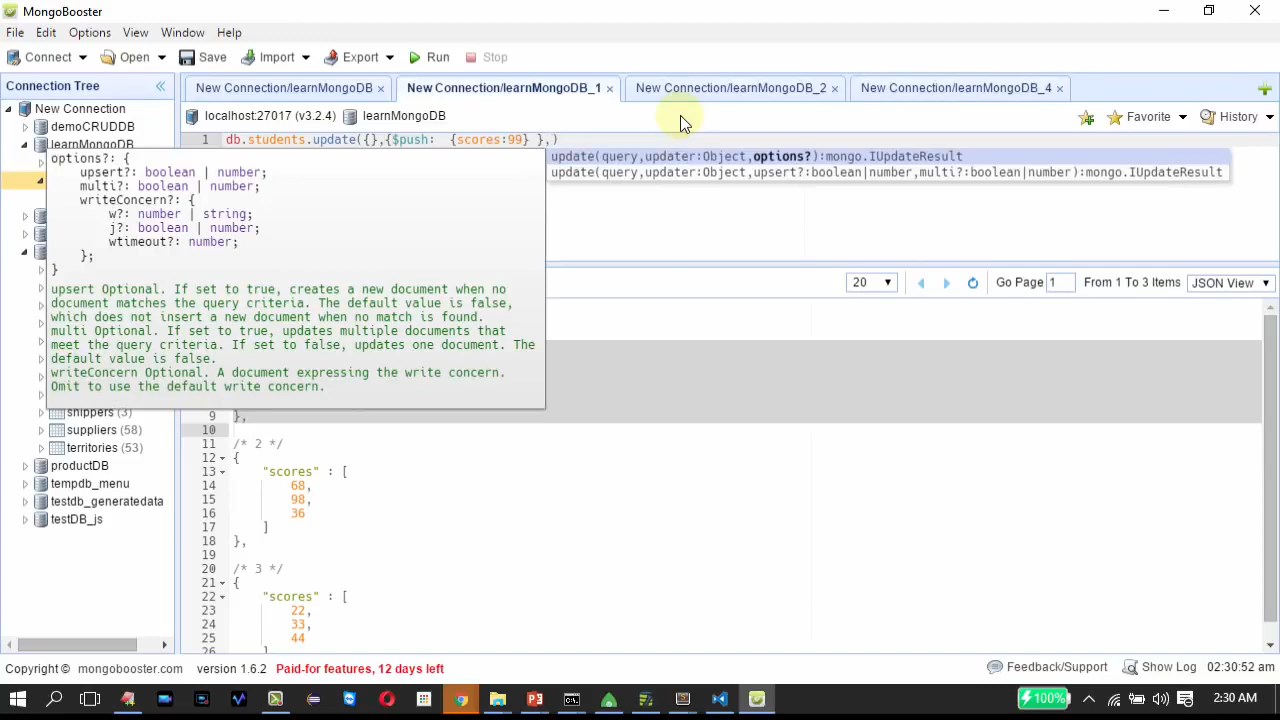 MongoBooster
File Edit Options View Window Help
Connect Open Save Import Export Run Stop
Connection Tree «
New Connection/learnMongoDB × New Connection/learnMongoDB_1 × New Connection/learnMongoDB_2 × New Connection/learnMongoDB_4 ×
New Connection
demoCRUDDB
learnMongoDB
localhost:27017 (v3.2.4) learnMongoDB Favorite History
1 db.students.update({},{$push: {scores:99} },)
update(query,updater:Object,options?):mongo.IUpdateResult
update(query,updater:Object,upsert?:boolean|number,multi?:boolean|number):mongo.IUpdateResult
options?: {
upsert?: boolean | number;
multi?: boolean | number;
writeConcern?: {
w?: number | string;
j?: boolean | number;
wtimeout?: number;
};
}
upsert Optional. If set to true, creates a new document when no
document matches the query criteria. The default value is false,
which does not insert a new document when no match is found.
multi Optional. If set to true, updates multiple documents that
meet the query criteria. If set to false, updates one document. The
default value is false.
writeConcern Optional. A document expressing the write concern.
Omit to use the default write concern.
20 Go Page 1 From 1 To 3 Items JSON View
shippers (3)
suppliers (58)
territories (53)
productDB
tempdb_menu
testdb_generatedata
testDB_js
9 },
10
11 /* 2 */
12 {
13 "scores" : [
14 68,
15 98,
16 36
17 ]
18 },
19
20 /* 3 */
21 {
22 "scores" : [
23 22,
24 33,
25 44
26 ]
Copyright © mongobooster.com version 1.6.2 Paid-for features, 12 days left Feedback/Support Show Log 02:30:52 am
100% 2:30 AM